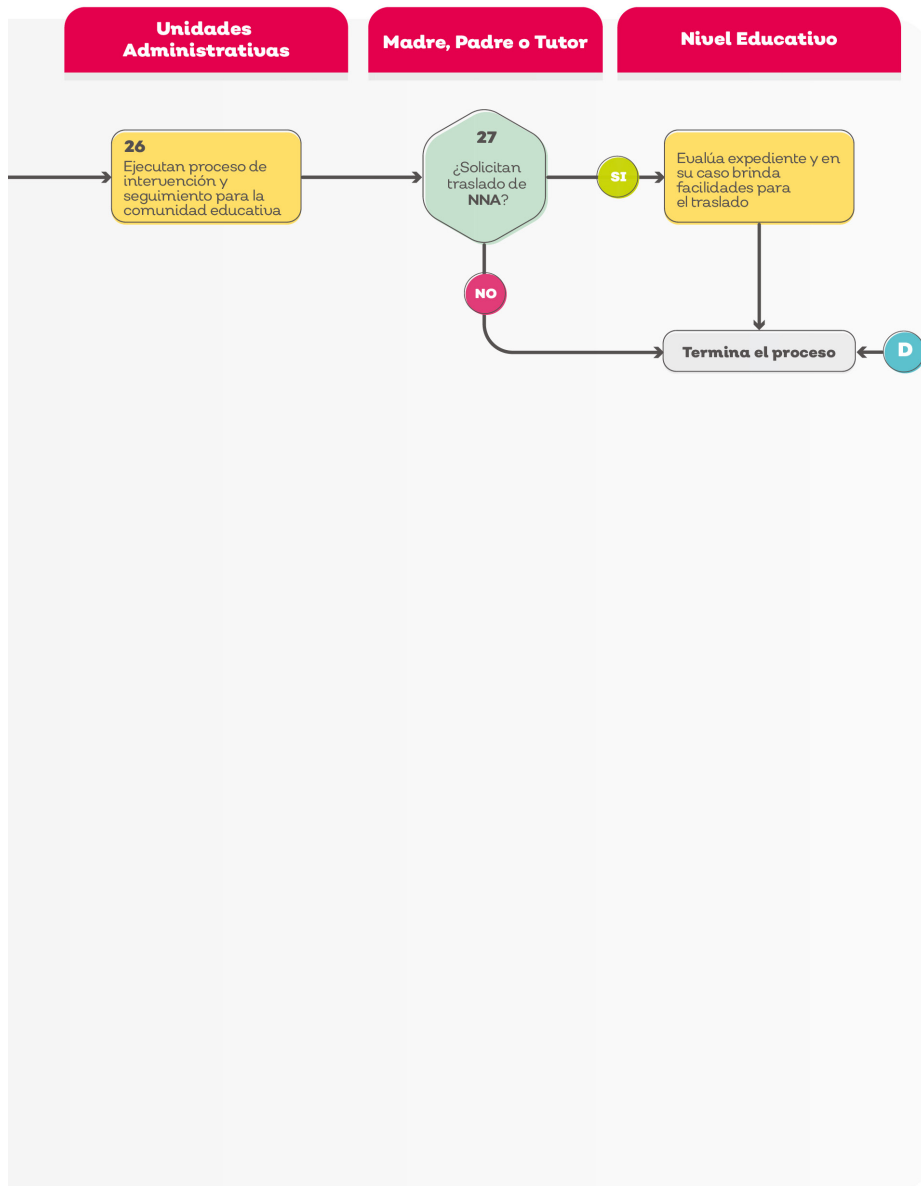 Unidades
Administrativas
Madre, Padre o Tutor
Nivel Educativo
26
Ejecutan proceso de
intervención y
seguimiento para la
comunidad educativa
27
¿Solicitan
traslado de
NNA?
SI
Evalúa expediente y en
su caso brinda
facilidades para
el traslado
NO
Termina el proceso
D